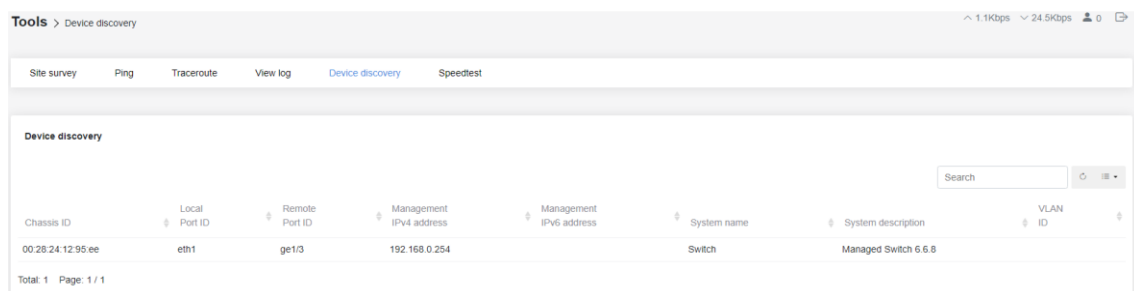 Tools > Device discovery
1.1Kbps 24.5Kbps 0
Site survey Ping Traceroute View log Device discovery Speedtest
Device discovery
Search
Chassis ID Local Port ID Remote Port ID Management IPv4 address Management IPv6 address System name System description VLAN ID
00:28:24:12:95:ee eth1 ge1/3 192.168.0.254 Switch Managed Switch 6.6.8
Total: 1 Page: 1 / 1